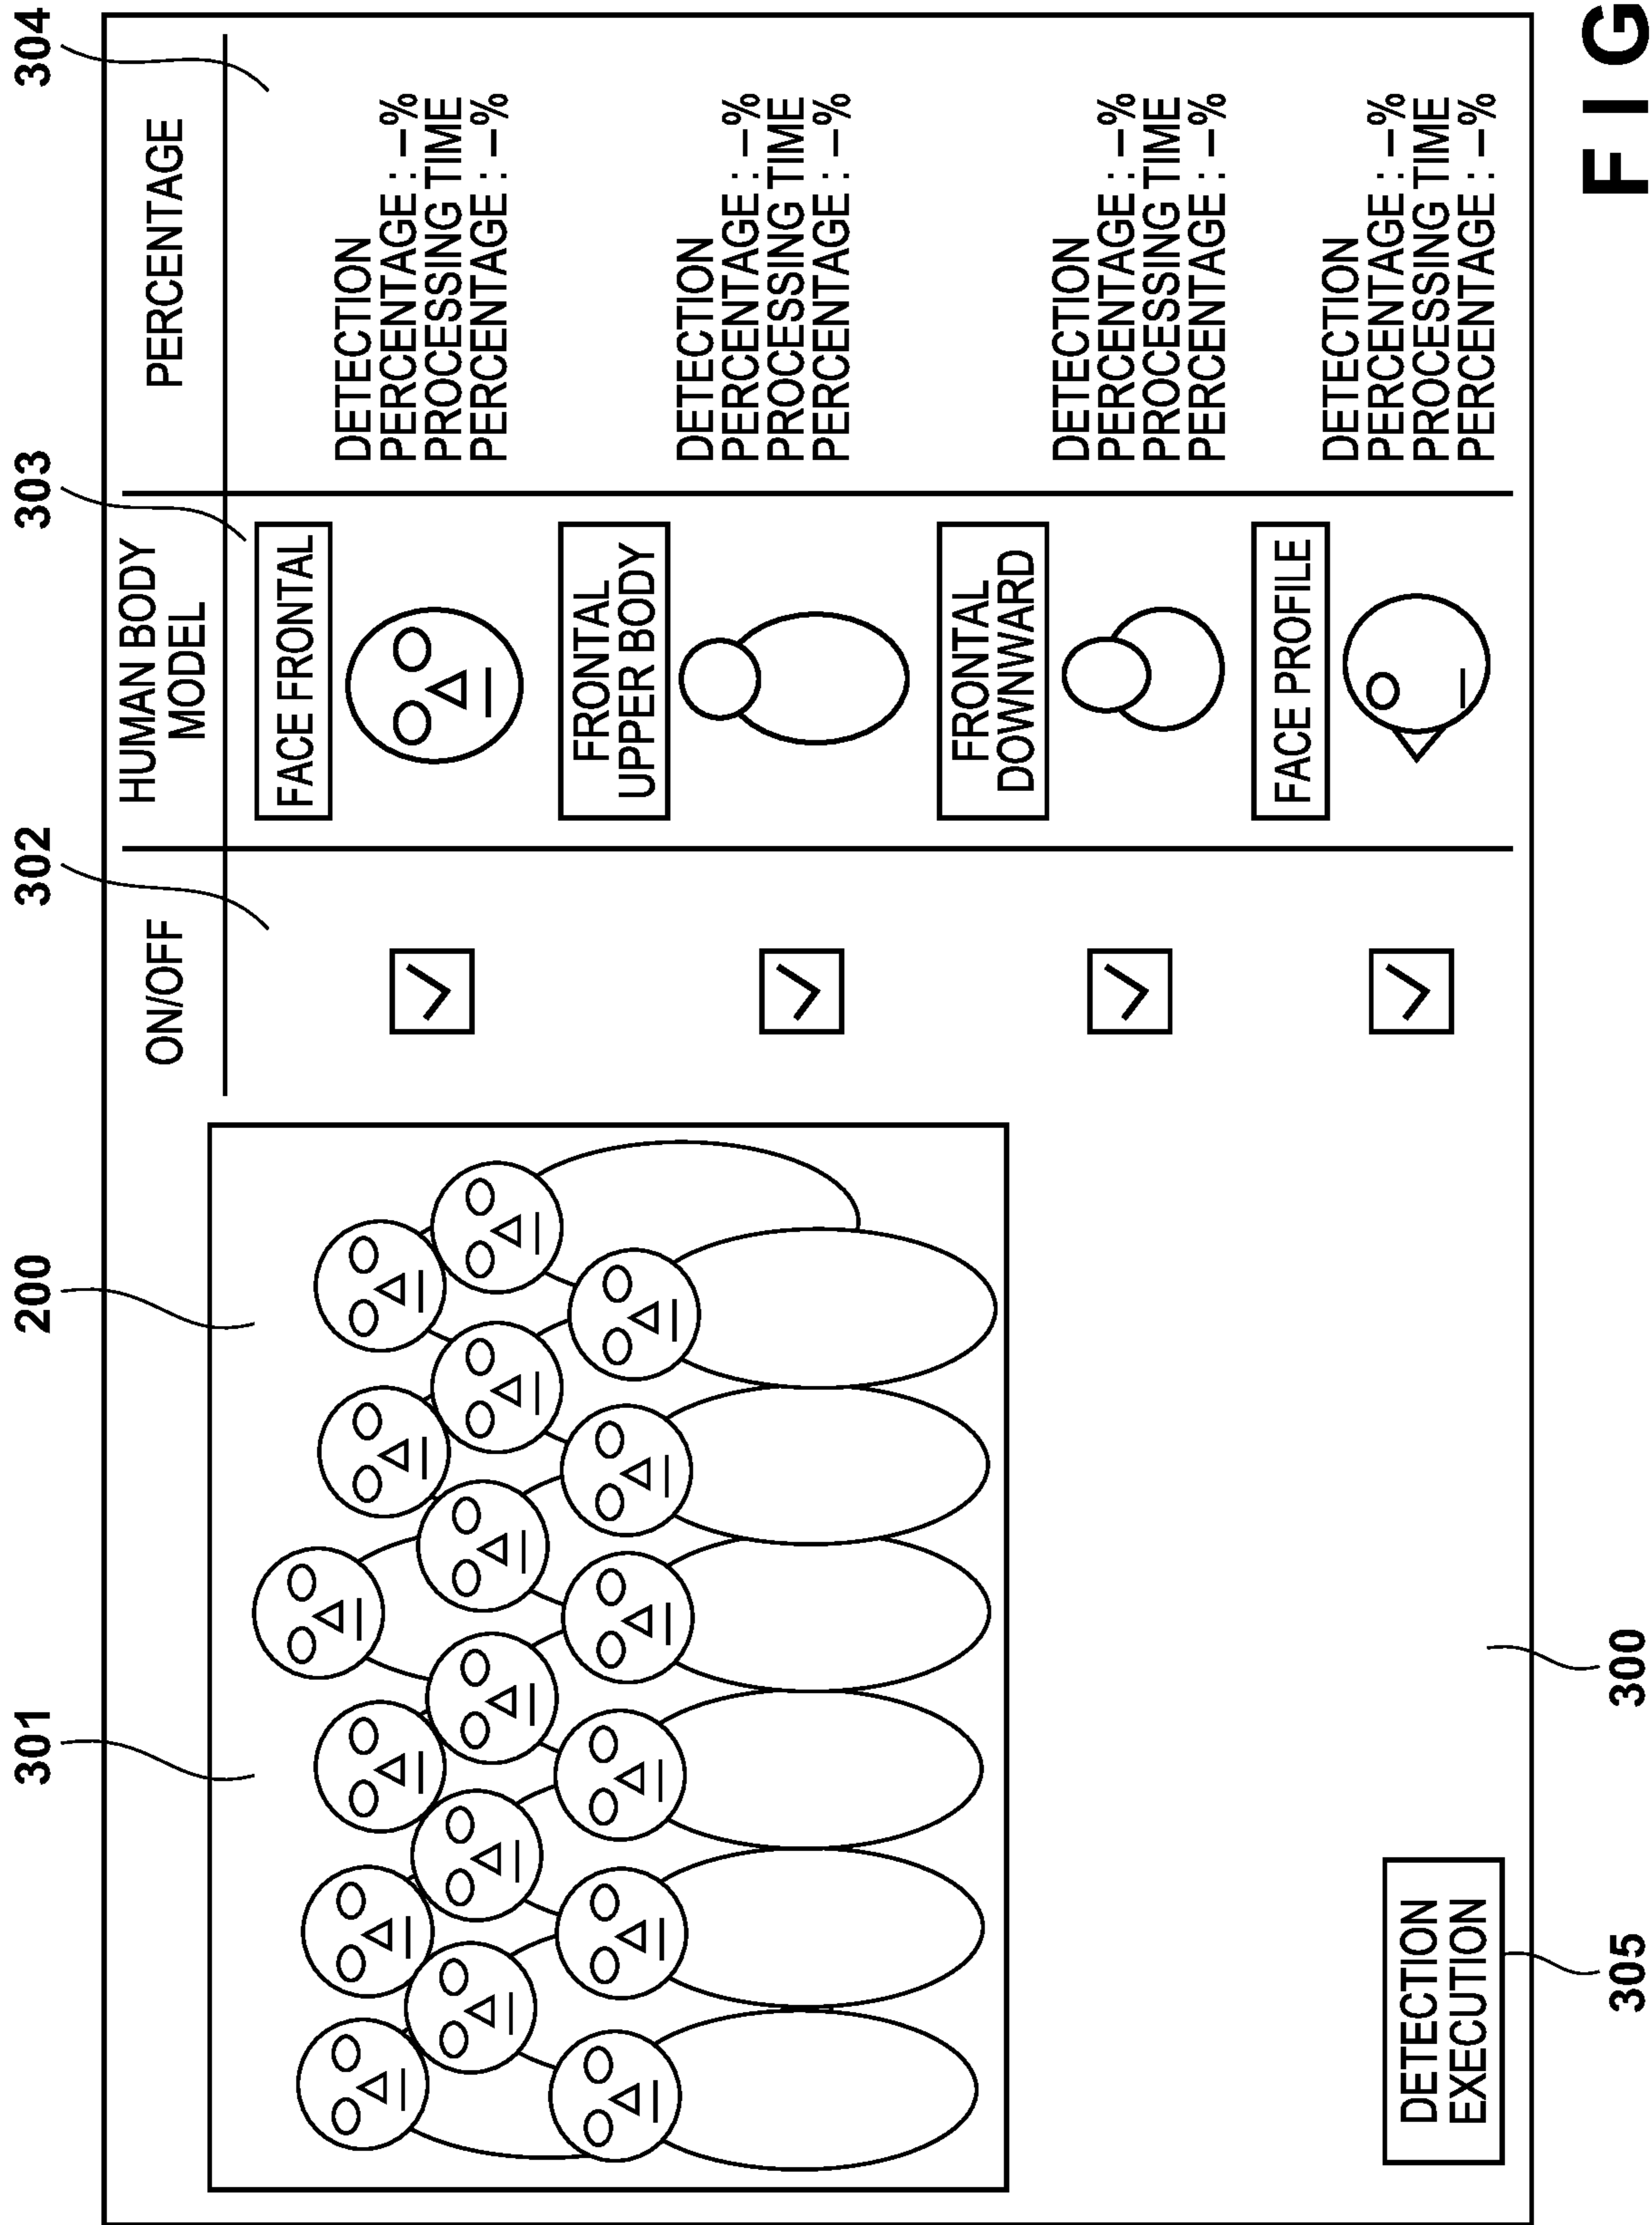 301
200
302
303
304
ON/OFF
HUMAN BODY
MODEL
PERCENTAGE
FACE FRONTAL
DETECTION
PERCENTAGE : –%
PROCESSING TIME
PERCENTAGE : –%
FRONTAL
UPPER BODY
DETECTION
PERCENTAGE : –%
PROCESSING TIME
PERCENTAGE : –%
FRONTAL
DOWNWARD
DETECTION
PERCENTAGE : –%
PROCESSING TIME
PERCENTAGE : –%
FACE PROFILE
DETECTION
PERCENTAGE : –%
PROCESSING TIME
PERCENTAGE : –%
DETECTION
EXECUTION
305
300
FIG